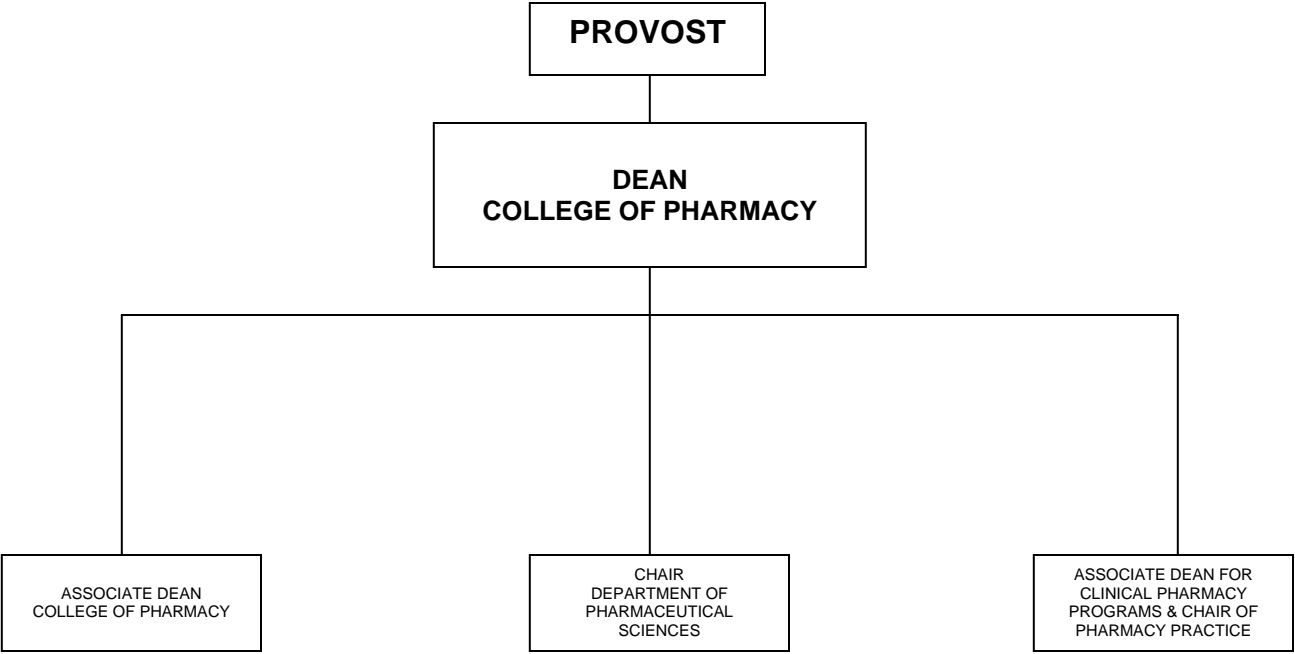 PROVOST
DEAN
COLLEGE OF PHARMACY
ASSOCIATE DEAN
COLLEGE OF PHARMACY
CHAIR
DEPARTMENT OF
PHARMACEUTICAL
SCIENCES
ASSOCIATE DEAN FOR
CLINICAL PHARMACY
PROGRAMS & CHAIR OF
PHARMACY PRACTICE